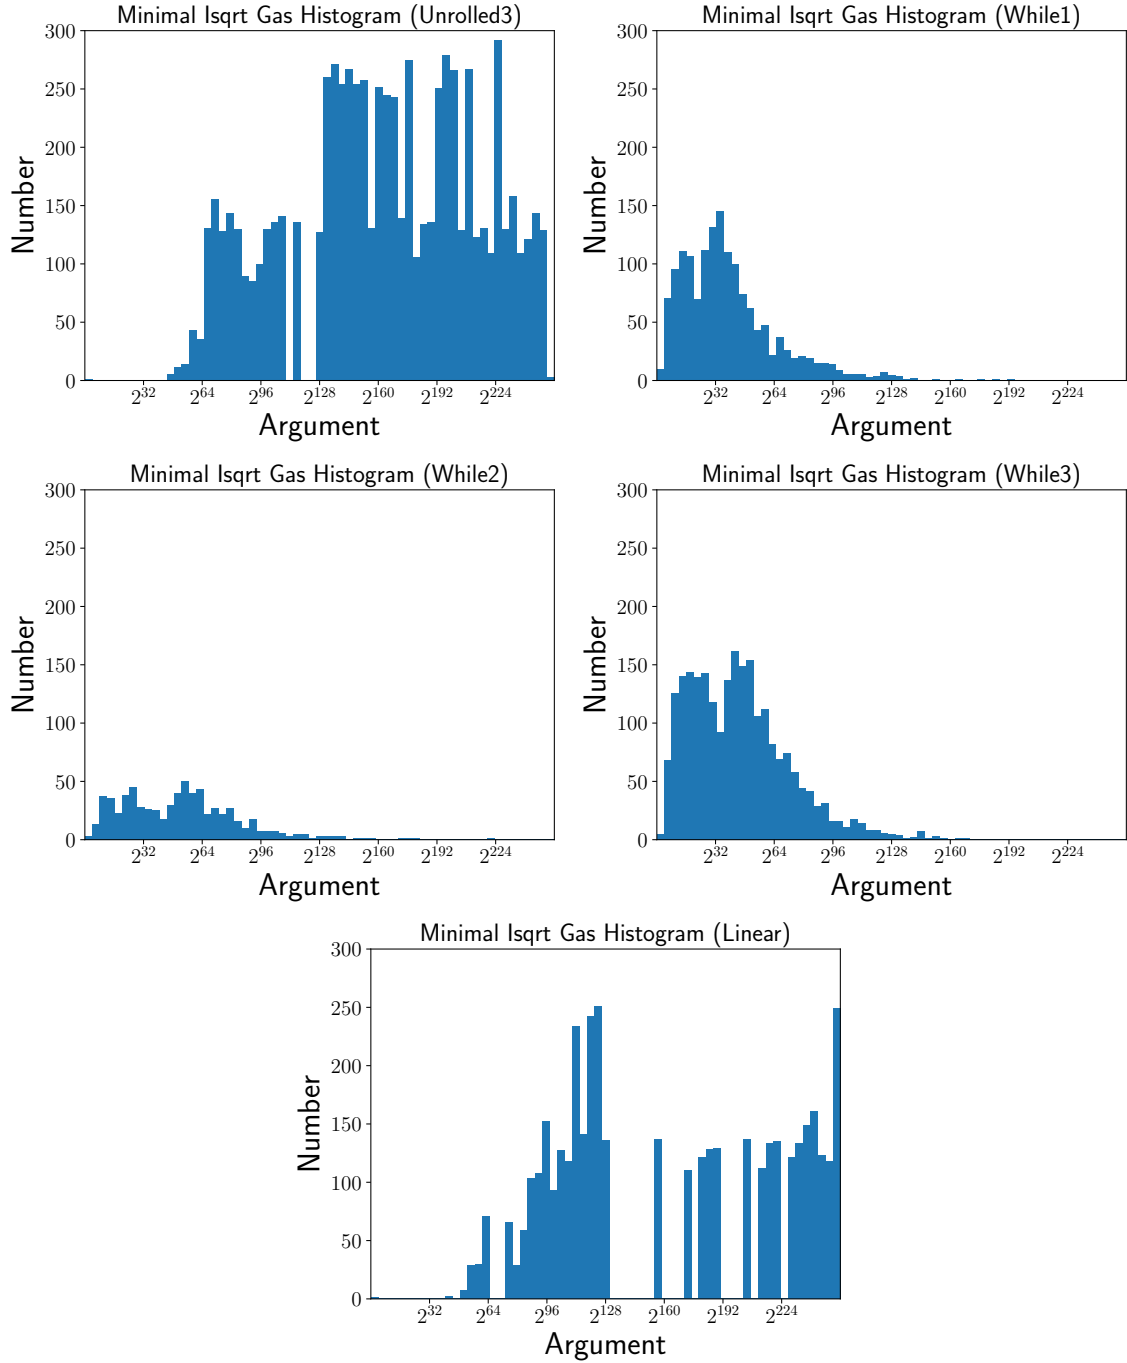 Minimal Isqrt Gas Histogram (Unrolled3)
300
250
200
150
100
50
0
Number
2^32 2^64 2^96 2^128 2^160 2^192 2^224
Argument
Minimal Isqrt Gas Histogram (While1)
300
250
200
150
100
50
0
Number
2^32 2^64 2^96 2^128 2^160 2^192 2^224
Argument
Minimal Isqrt Gas Histogram (While2)
300
250
200
150
100
50
0
Number
2^32 2^64 2^96 2^128 2^160 2^192 2^224
Argument
Minimal Isqrt Gas Histogram (While3)
300
250
200
150
100
50
0
Number
2^32 2^64 2^96 2^128 2^160 2^192 2^224
Argument
Minimal Isqrt Gas Histogram (Linear)
300
250
200
150
100
50
0
Number
2^32 2^64 2^96 2^128 2^160 2^192 2^224
Argument